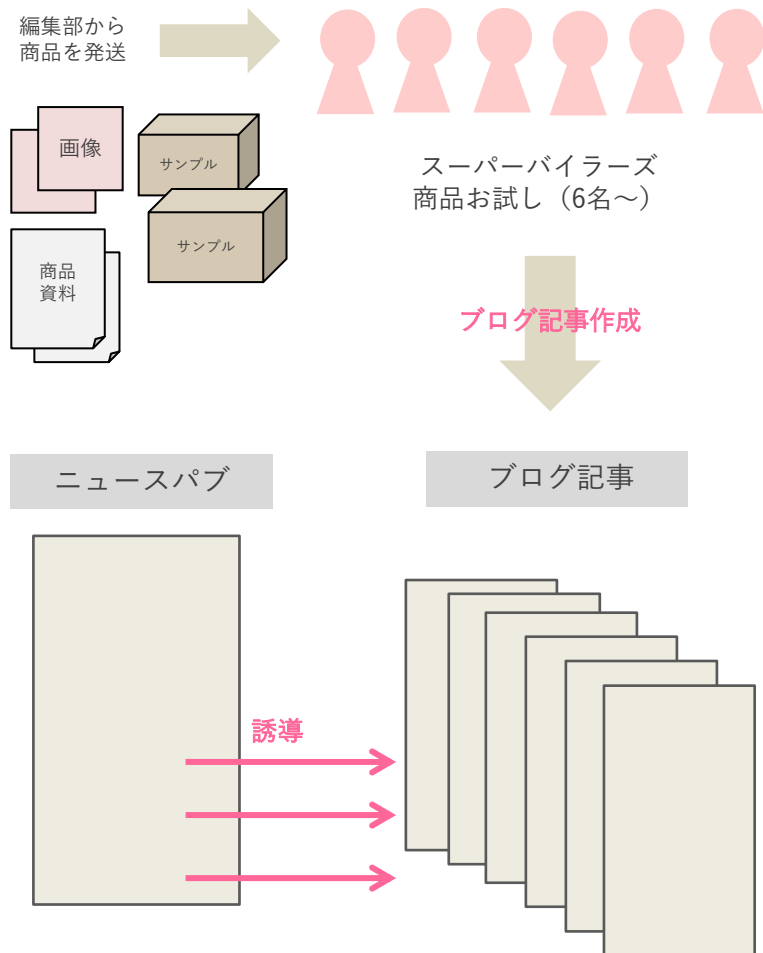 編集部から
商品を発送
画像
サンプル
サンプル
商品
資料
スーパーバイラーズ
商品お試し（6名～）
ブログ記事作成
ニュースパブ
ブログ記事
誘導